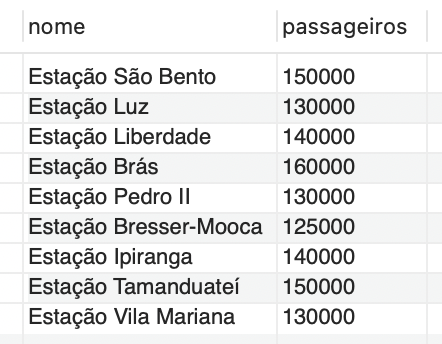 nome passageiros
Estação São Bento 150000
Estação Luz 130000
Estação Liberdade 140000
Estação Brás 160000
Estação Pedro II 130000
Estação Bresser-Mooca 125000
Estação Ipiranga 140000
Estação Tamanduateí 150000
Estação Vila Mariana 130000